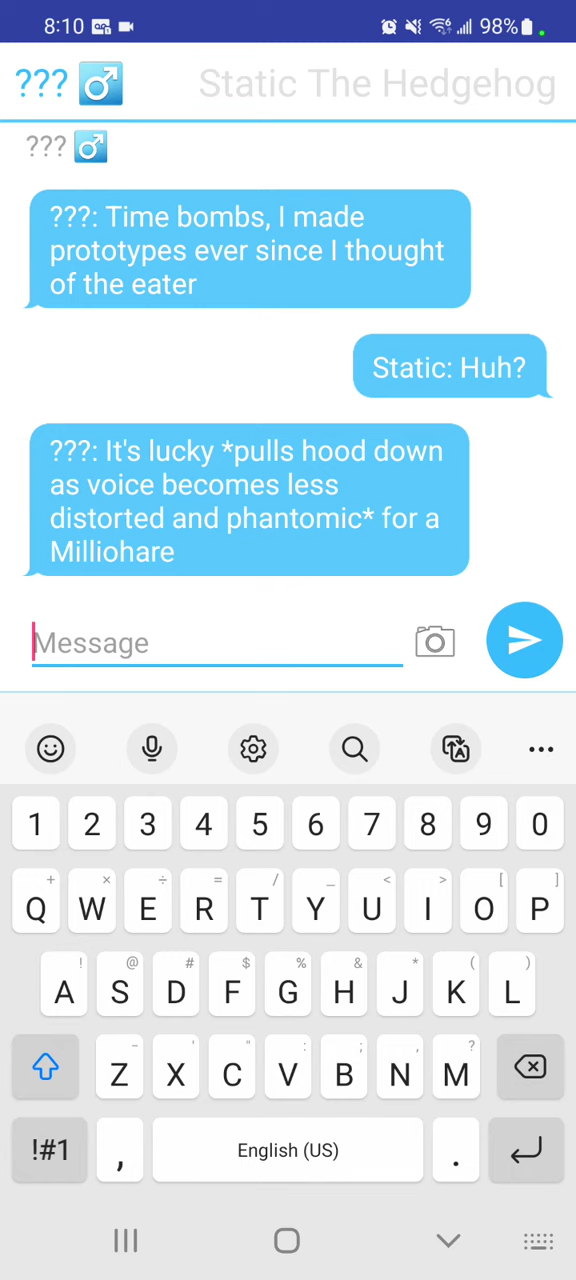 8:10 98%
??? Static The Hedgehog
???
???: Time bombs, I made
prototypes ever since I thought
of the eater
Static: Huh?
???: It's lucky *pulls hood down
as voice becomes less
distorted and phantomic* for a
Milliohare
Message
1 2 3 4 5 6 7 8 9 0
+ × ÷ = / _ < > [ ]
Q W E R T Y U I O P
! @ # $ % & * ( )
A S D F G H J K L
- ' " : ; , ?
Z X C V B N M
!#1 , English (US) .